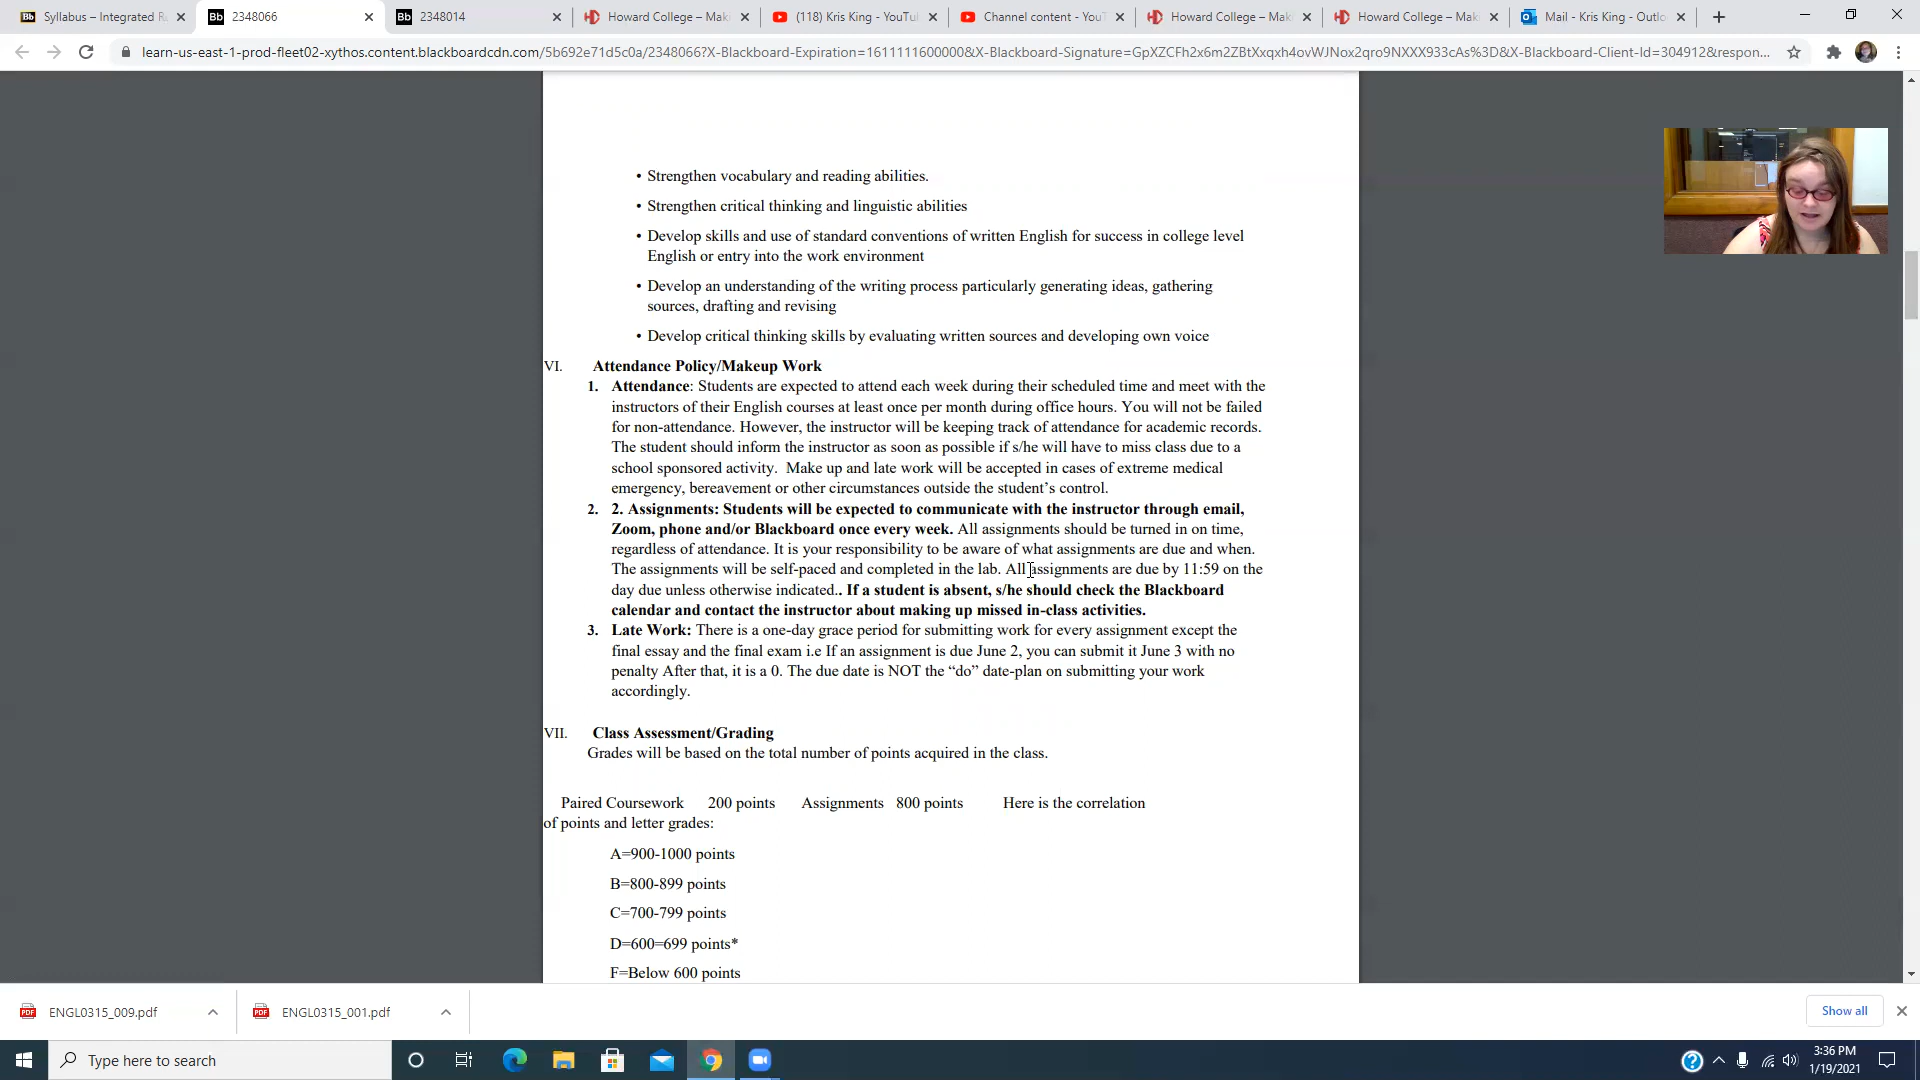 Syllabus – Integrated R
2348066
2348014
Howard College – Mak
(118) Kris King - YouTu
Channel content - YouT
Howard College – Mak
Howard College – Mak
Mail - Kris King - Outlo
learn-us-east-1-prod-fleet02-xythos.content.blackboardcdn.com/5b692e71d5c0a/2348066?X-Blackboard-Expiration=1611111600000&X-Blackboard-Signature=GpXZCFh2x6m2ZBtXxqxh4ovWJNox2qro9NXXX933cAs%3D&X-Blackboard-Client-Id=304912&respon...
• Strengthen vocabulary and reading abilities.
• Strengthen critical thinking and linguistic abilities
• Develop skills and use of standard conventions of written English for success in college level
English or entry into the work environment
• Develop an understanding of the writing process particularly generating ideas, gathering
sources, drafting and revising
• Develop critical thinking skills by evaluating written sources and developing own voice
VI. Attendance Policy/Makeup Work
1. Attendance: Students are expected to attend each week during their scheduled time and meet with the
instructors of their English courses at least once per month during office hours. You will not be failed
for non-attendance. However, the instructor will be keeping track of attendance for academic records.
The student should inform the instructor as soon as possible if s/he will have to miss class due to a
school sponsored activity. Make up and late work will be accepted in cases of extreme medical
emergency, bereavement or other circumstances outside the student’s control.
2. 2. Assignments: Students will be expected to communicate with the instructor through email,
Zoom, phone and/or Blackboard once every week. All assignments should be turned in on time,
regardless of attendance. It is your responsibility to be aware of what assignments are due and when.
The assignments will be self-paced and completed in the lab. All assignments are due by 11:59 on the
day due unless otherwise indicated.. If a student is absent, s/he should check the Blackboard
calendar and contact the instructor about making up missed in-class activities.
3. Late Work: There is a one-day grace period for submitting work for every assignment except the
final essay and the final exam i.e If an assignment is due June 2, you can submit it June 3 with no
penalty After that, it is a 0. The due date is NOT the “do” date-plan on submitting your work
accordingly.
VII. Class Assessment/Grading
Grades will be based on the total number of points acquired in the class.
Paired Coursework 200 points Assignments 800 points Here is the correlation
of points and letter grades:
A=900-1000 points
B=800-899 points
C=700-799 points
D=600=699 points*
F=Below 600 points
ENGL0315_009.pdf
ENGL0315_001.pdf
Show all
Type here to search
3:36 PM
1/19/2021